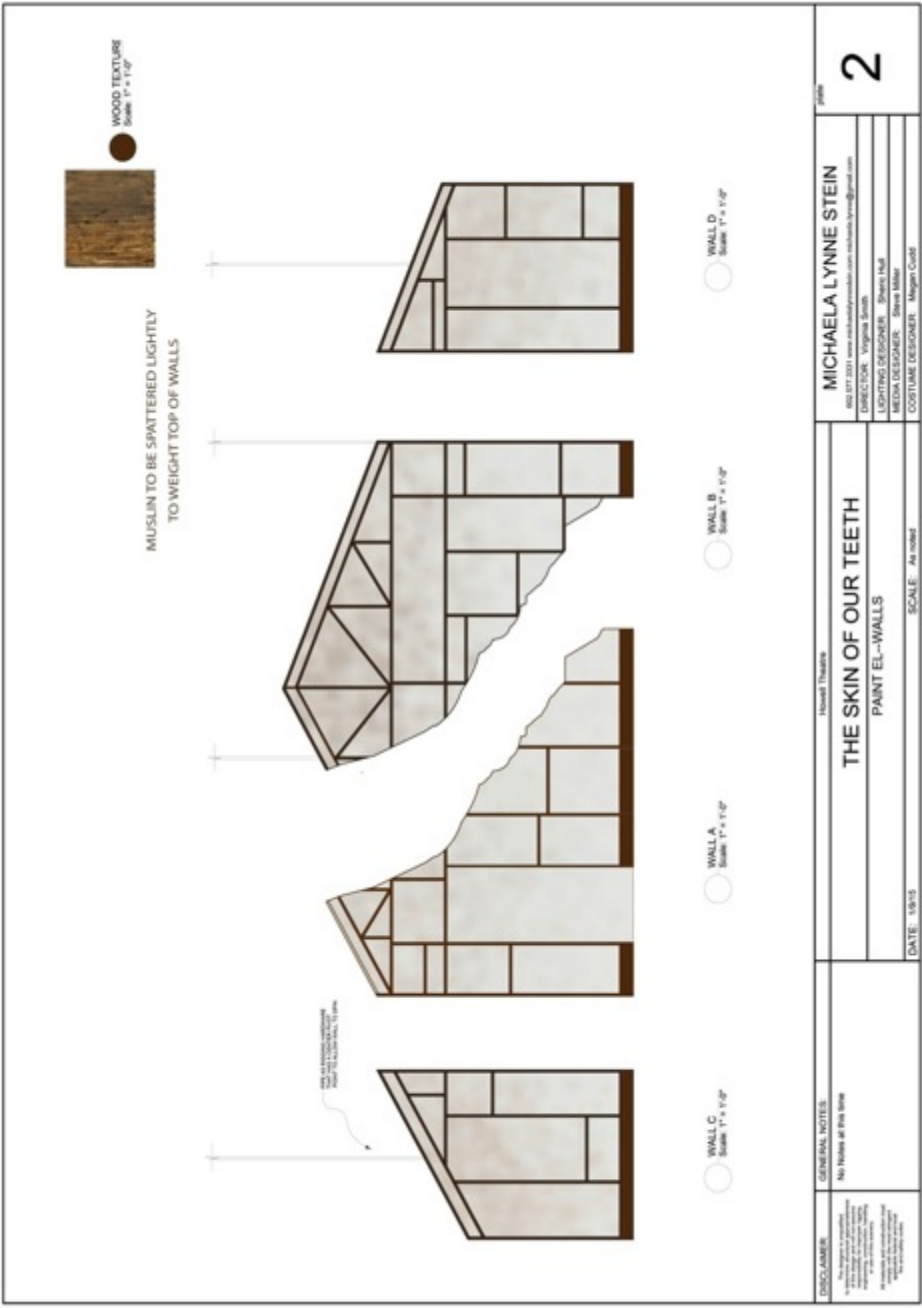 WOOD TEXTURE
Scale: 1" = 1'-0"
MUSLIN TO BE SPATTERED LIGHTLY
TO WEIGHT TOP OF WALLS
WALL C
Scale: 1" = 1'-0"
WALL A
Scale: 1" = 1'-0"
WALL B
Scale: 1" = 1'-0"
WALL D
Scale: 1" = 1'-0"
DISCLAIMER:
GENERAL NOTES:
No Notes at this time
Howell Theatre
THE SKIN OF OUR TEETH
PAINT EL--WALLS
DATE: 1/9/15
SCALE: As noted
MICHAELA LYNNE STEIN
DIRECTOR: Virginia Smith
LIGHTING DESIGNER: Sheric Hull
MEDIA DESIGNER: Steve Miller
COSTUME DESIGNER: Megan Cudd
plate
2